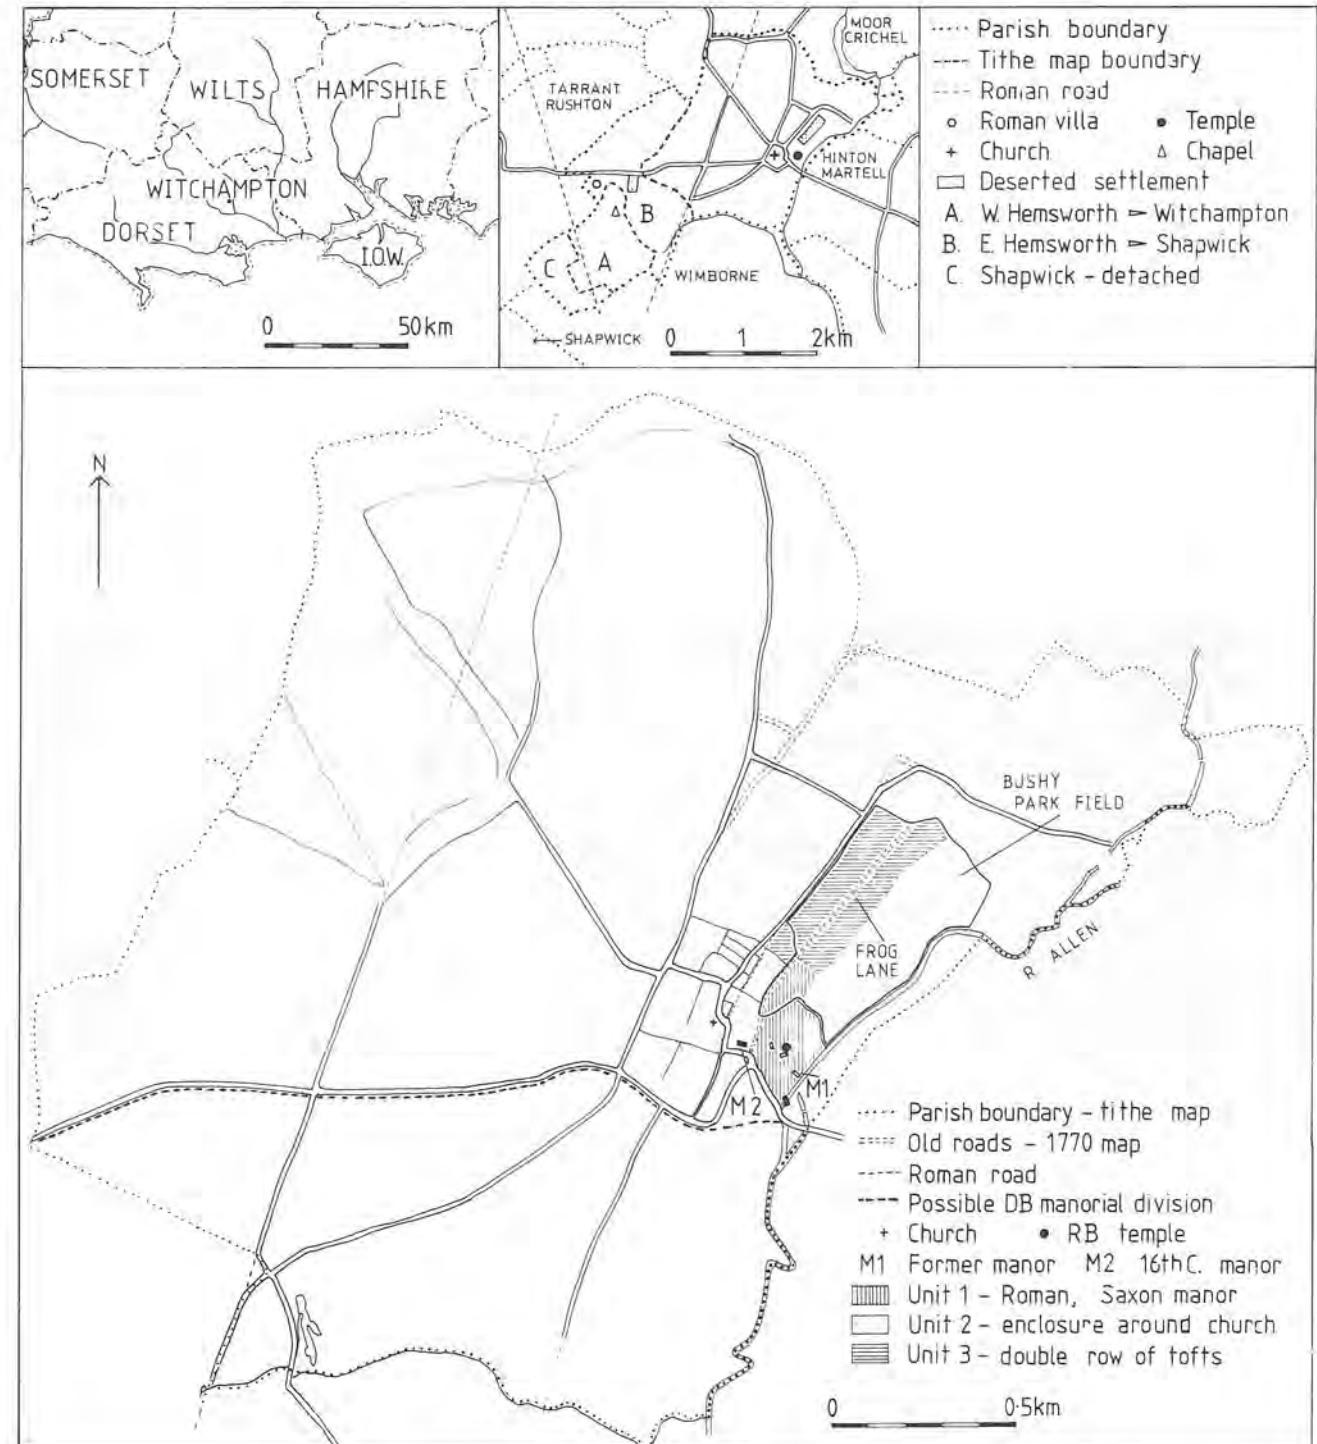 SOMERSET
WILTS
HAMPSHIRE
WITCHAMPTON
DORSET
I.O.W.
0 50km
MOOR
CRICHEL
TARRANT
RUSHTON
HINTON
MARTELL
B
A
C
WIMBORNE
SHAPWICK
0 1 2km
Parish boundary
Tithe map boundary
Roman road
Roman villa Temple
Church Chapel
Deserted settlement
A. W. Hemsworth Witchampton
B. E. Hemsworth Shapwick
C. Shapwick - detached
N
BUSHY
PARK FIELD
FROG
LANE
R ALLEN
M1
M2
Parish boundary - tithe map
Old roads - 1770 map
Roman road
Possible DB manorial division
Church RB temple
M1 Former manor M2 16thC. manor
Unit 1 - Roman, Saxon manor
Unit 2 - enclosure around church
Unit 3 - double row of tofts
0 0·5km